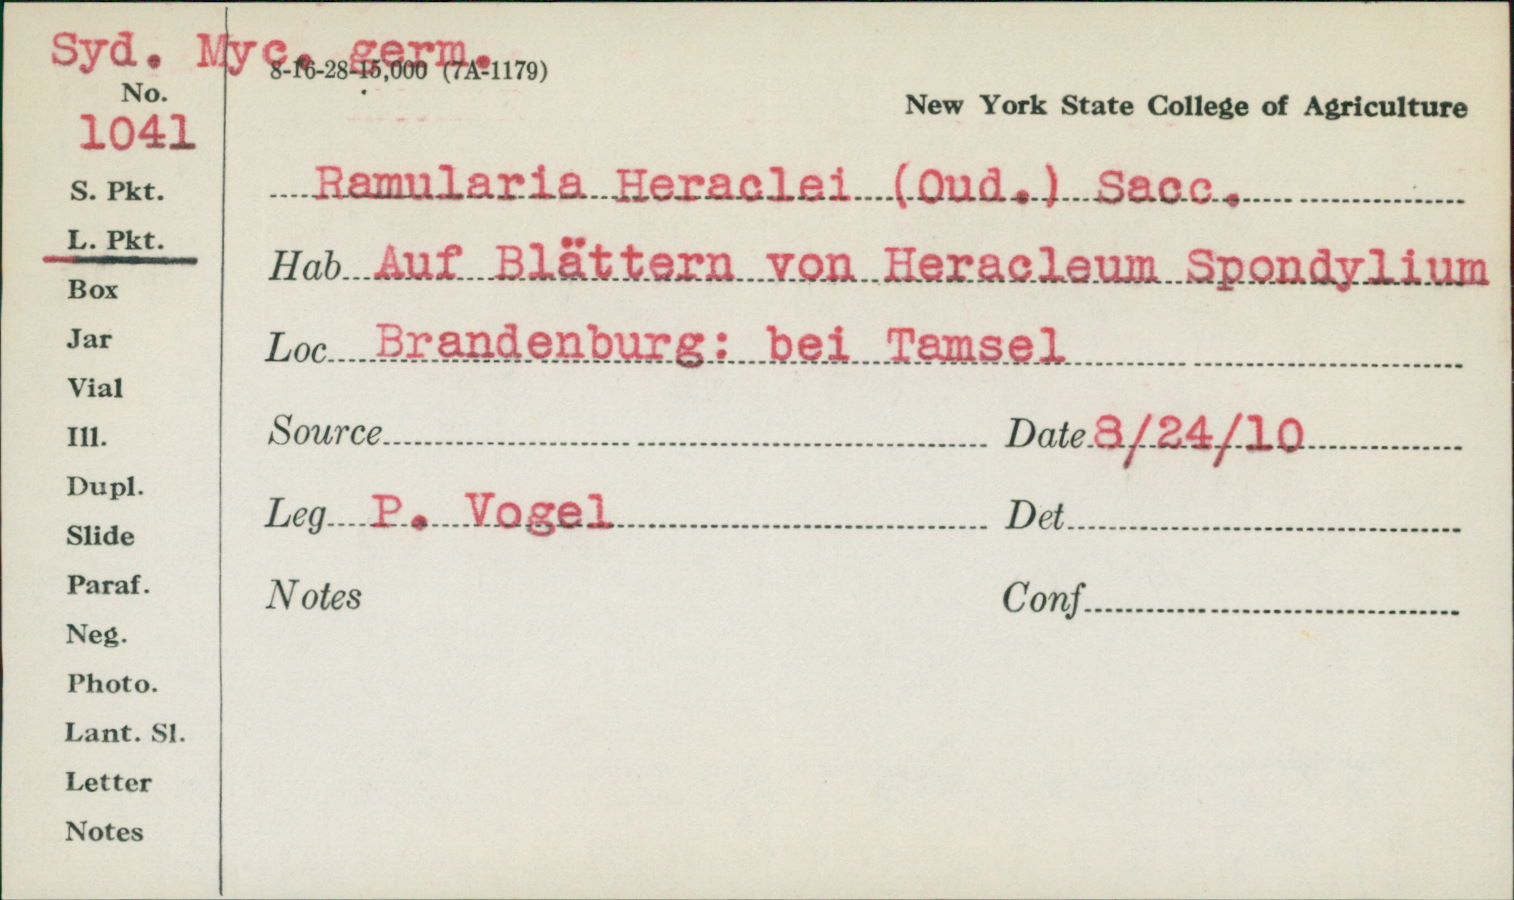 Syd. Myc. germ.
8-16-28-15,000 (7A-1179)
No.
1041
New York State College of Agriculture
S. Pkt.
Ramularia Heraclei (Oud.) Sacc.
L. Pkt.
Hab Auf Blättern von Heracleum Spondylium
Box
Jar
Loc Brandenburg: bei Tamsel
Vial
Ill.
Source Date 8/24/10
Dupl.
Leg P. Vogel Det
Slide
Paraf.
Notes Conf
Neg.
Photo.
Lant. Sl.
Letter
Notes